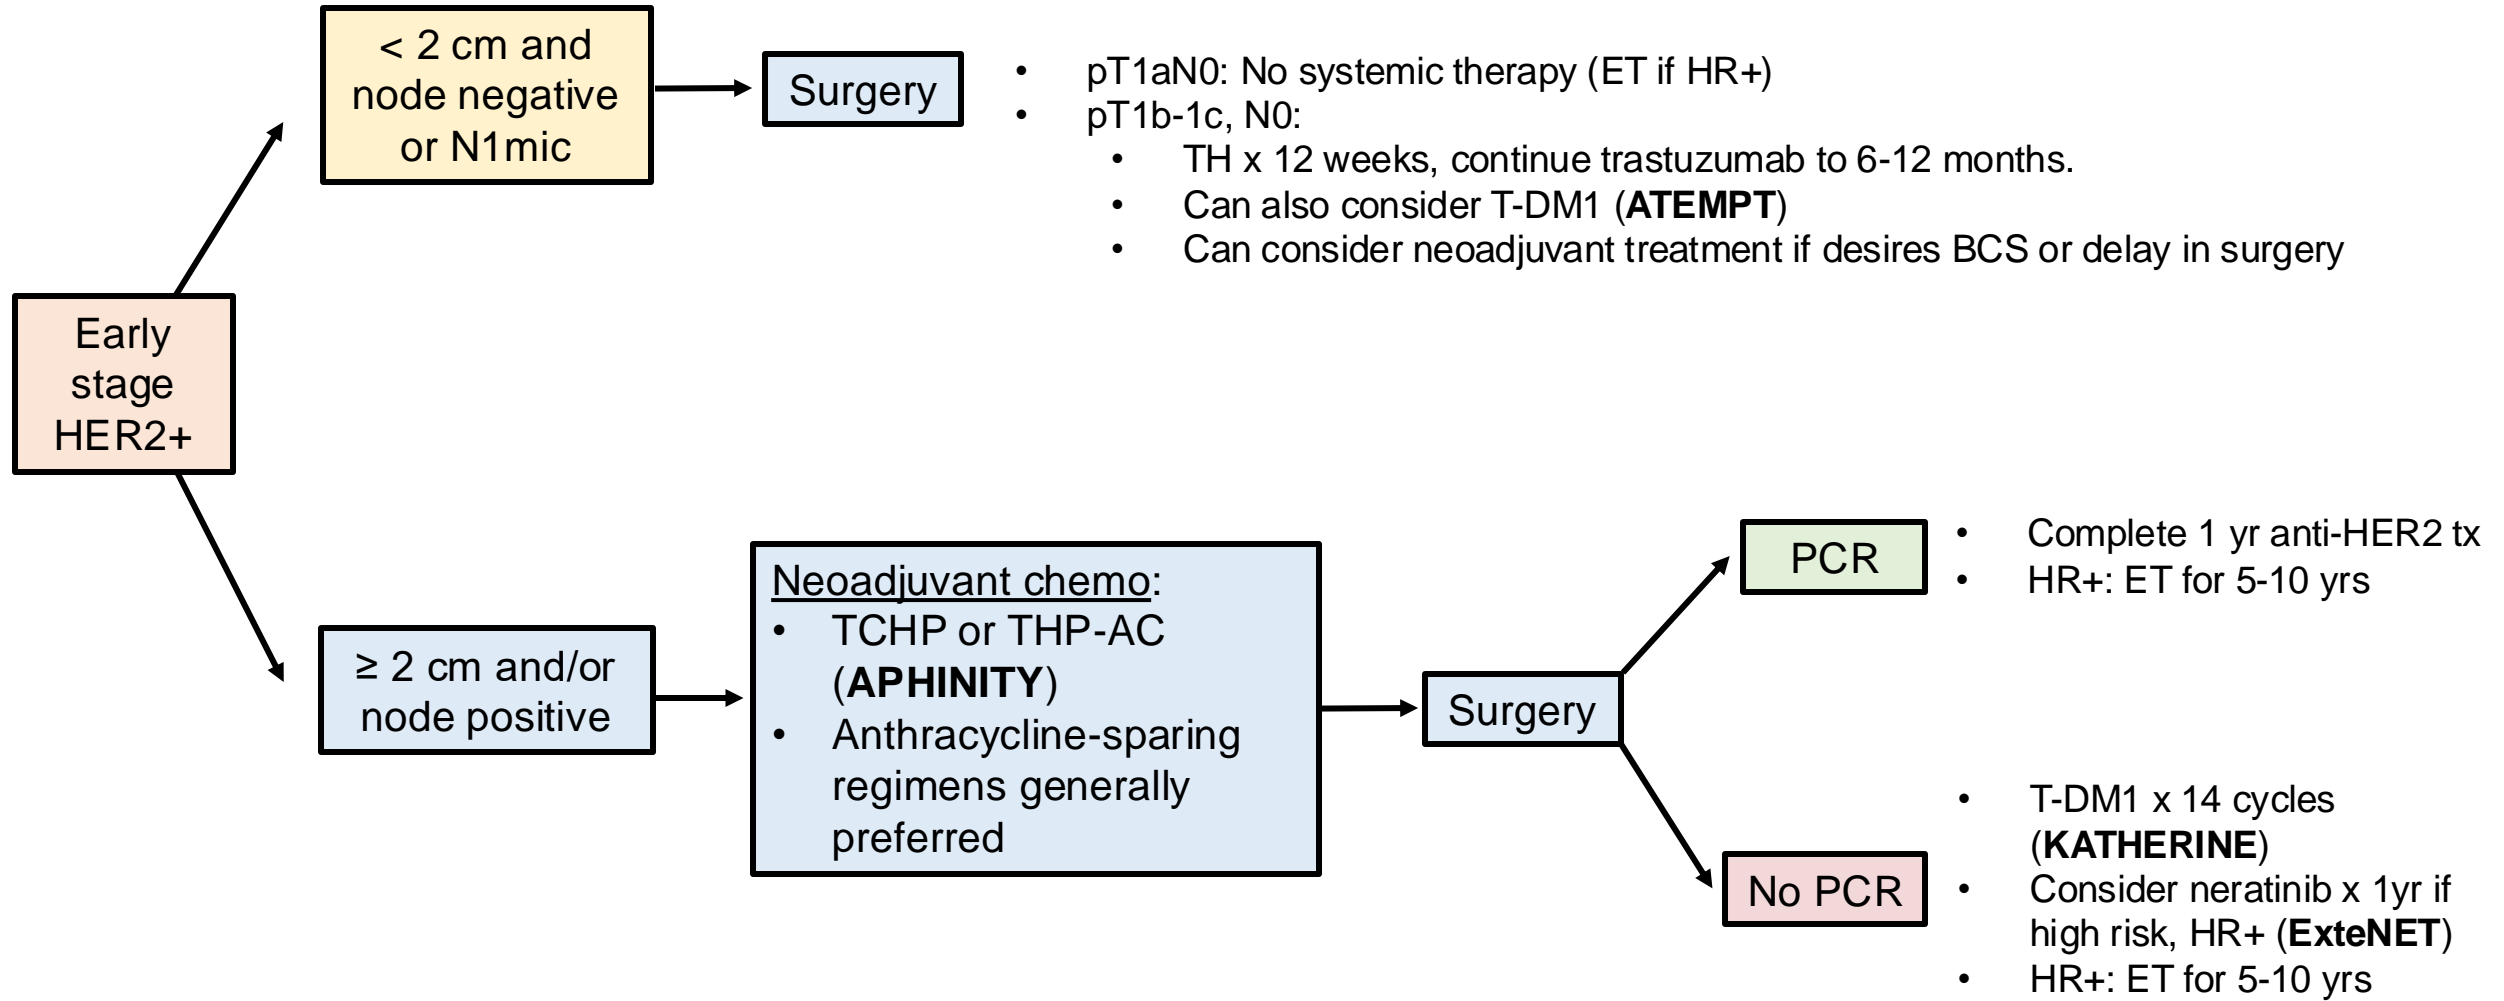 < 2 cm and
node negative
or N1mic
Surgery
• pT1aN0: No systemic therapy (ET if HR+)
• pT1b-1c, N0:
• TH x 12 weeks, continue trastuzumab to 6-12 months.
• Can also consider T-DM1 (ATEMPT)
• Can consider neoadjuvant treatment if desires BCS or delay in surgery
Early
stage
HER2+
≥ 2 cm and/or
node positive
Neoadjuvant chemo:
• TCHP or THP-AC
(APHINITY)
• Anthracycline-sparing
regimens generally
preferred
Surgery
PCR
• Complete 1 yr anti-HER2 tx
• HR+: ET for 5-10 yrs
No PCR
• T-DM1 x 14 cycles
(KATHERINE)
• Consider neratinib x 1yr if
high risk, HR+ (ExteNET)
• HR+: ET for 5-10 yrs